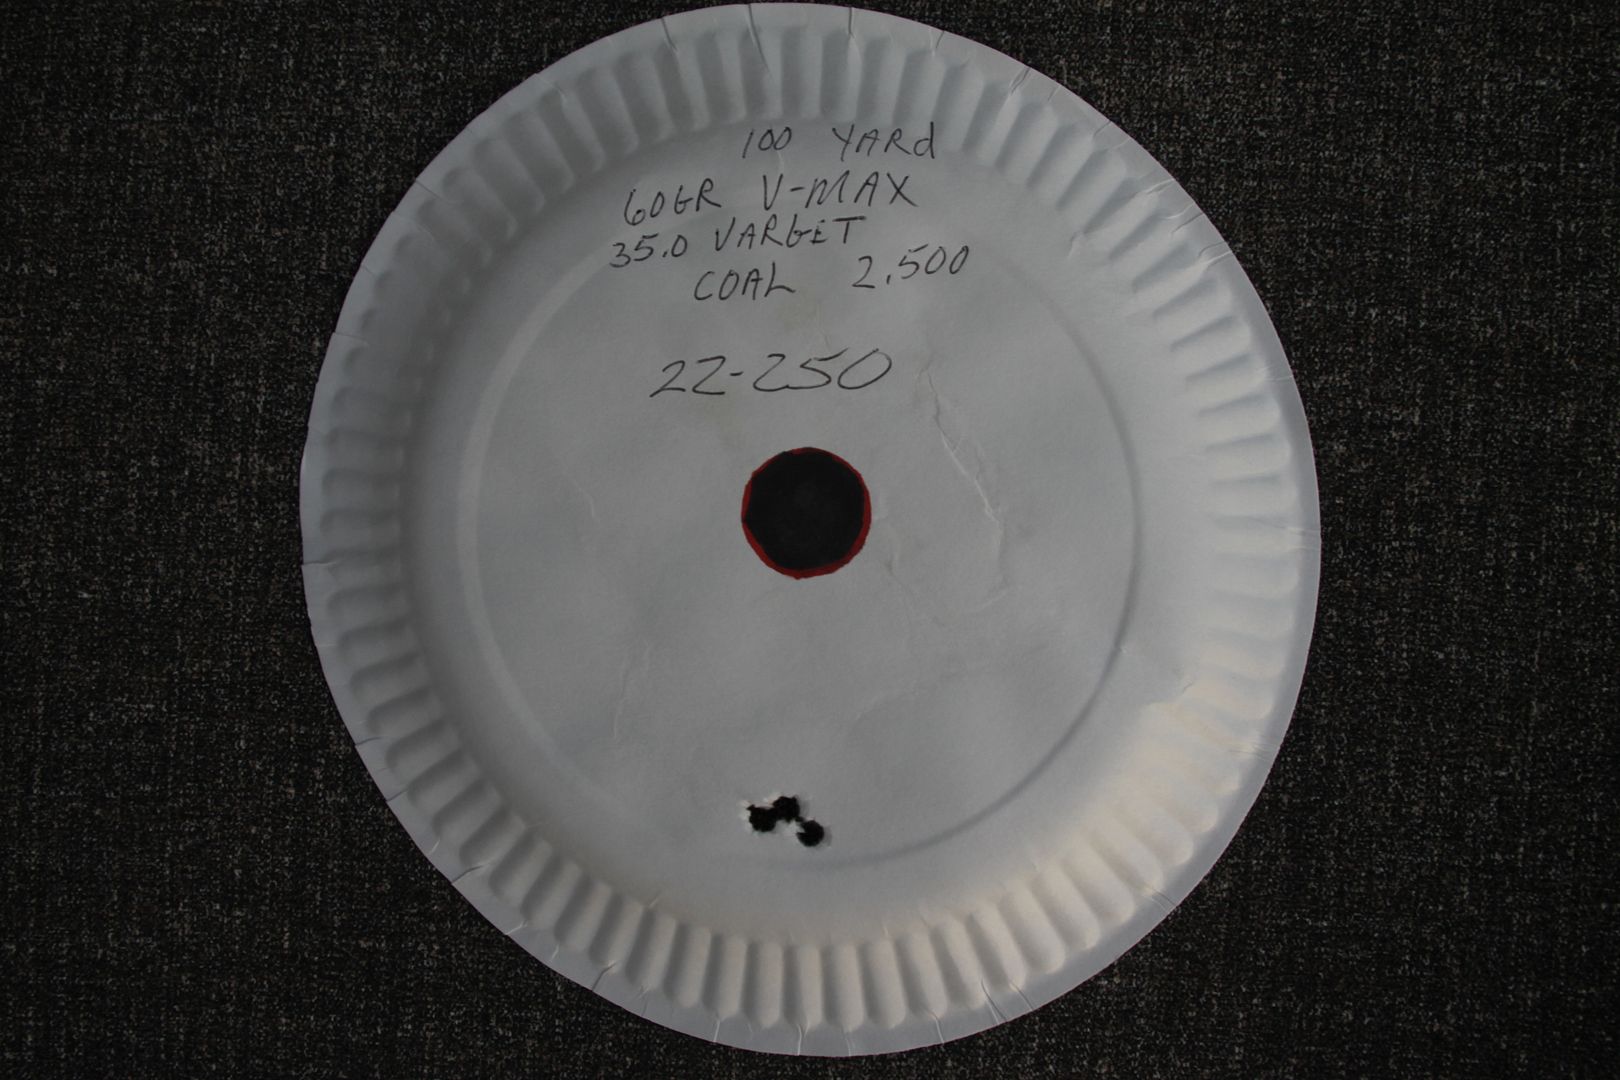 100 YARd
60GR V-MAX
35.0 VARGET
COAL 2.500
22-250